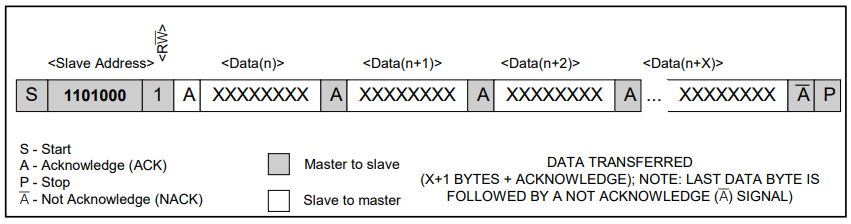 <R̅W̅>
<Slave Address> <Data(n)> <Data(n+1)> <Data(n+2)> <Data(n+X)>
S 1101000 1 A XXXXXXXX A XXXXXXXX A XXXXXXXX A ... XXXXXXXX A̅ P
S - Start
A - Acknowledge (ACK)
P - Stop
A̅ - Not Acknowledge (NACK)
Master to slave
Slave to master
DATA TRANSFERRED
(X+1 BYTES + ACKNOWLEDGE); NOTE: LAST DATA BYTE IS
FOLLOWED BY A NOT ACKNOWLEDGE (A̅) SIGNAL)